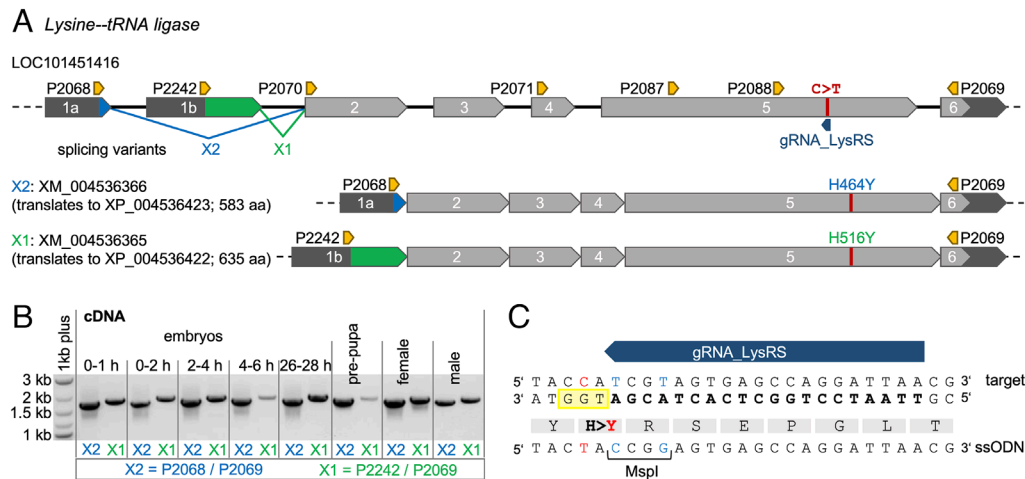 A Lysine--tRNA ligase
LOC101451416
P2068 P2242 P2070 P2071 P2087 P2088 C>T P2069
1a 1b 2 3 4 5 6
gRNA_LysRS
splicing variants X2 X1
X2: XM_004536366
(translates to XP_004536423; 583 aa)
P2068 H464Y P2069
1a 2 3 4 5 6
X1: XM_004536365
(translates to XP_004536422; 635 aa)
P2242 H516Y P2069
1b 2 3 4 5 6
B cDNA
1kb plus
embryos
0-1 h 0-2 h 2-4 h 4-6 h 26-28 h pre-pupa female male
3 kb
2 kb
1.5 kb
1 kb
X2 X1 X2 X1 X2 X1 X2 X1 X2 X1 X2 X1 X2 X1 X2 X1
X2 = P2068 / P2069 X1 = P2242 / P2069
C
gRNA_LysRS
5' T A C C A T C G T A G T G A G C C A G G A T T A A C G 3' target
3' A T G G T A G C A T C A C T C G G T C C T A A T T G C 5'
Y H>Y R S E P G L T
5' T A C T A C C G G A G T G A G C C A G G A T T A A C G 3' ssODN
MspI